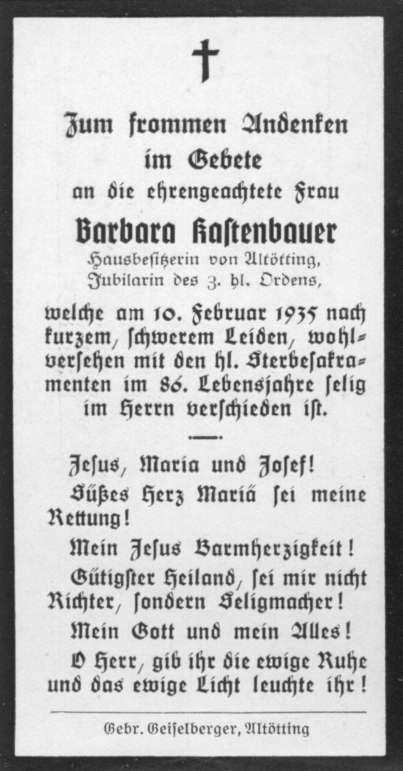 Zum frommen Andenken
im Gebete
an die ehrengeachtete Frau
Barbara Kastenbauer
Hausbesitzerin von Altötting,
Jubilarin des 3. hl. Ordens,
welche am 10. Februar 1935 nach
kurzem, schwerem Leiden, wohl-
versehen mit den hl. Sterbesakra-
menten im 86. Lebensjahre selig
im Herrn verschieden ist.
Jesus, Maria und Josef!
Süßes Herz Mariä sei meine
Rettung!
Mein Jesus Barmherzigkeit!
Gütigster Heiland, sei mir nicht
Richter, sondern Seligmacher!
Mein Gott und mein Alles!
O Herr, gib ihr die ewige Ruhe
und das ewige Licht leuchte ihr!
Gebr. Geiselberger, Altötting